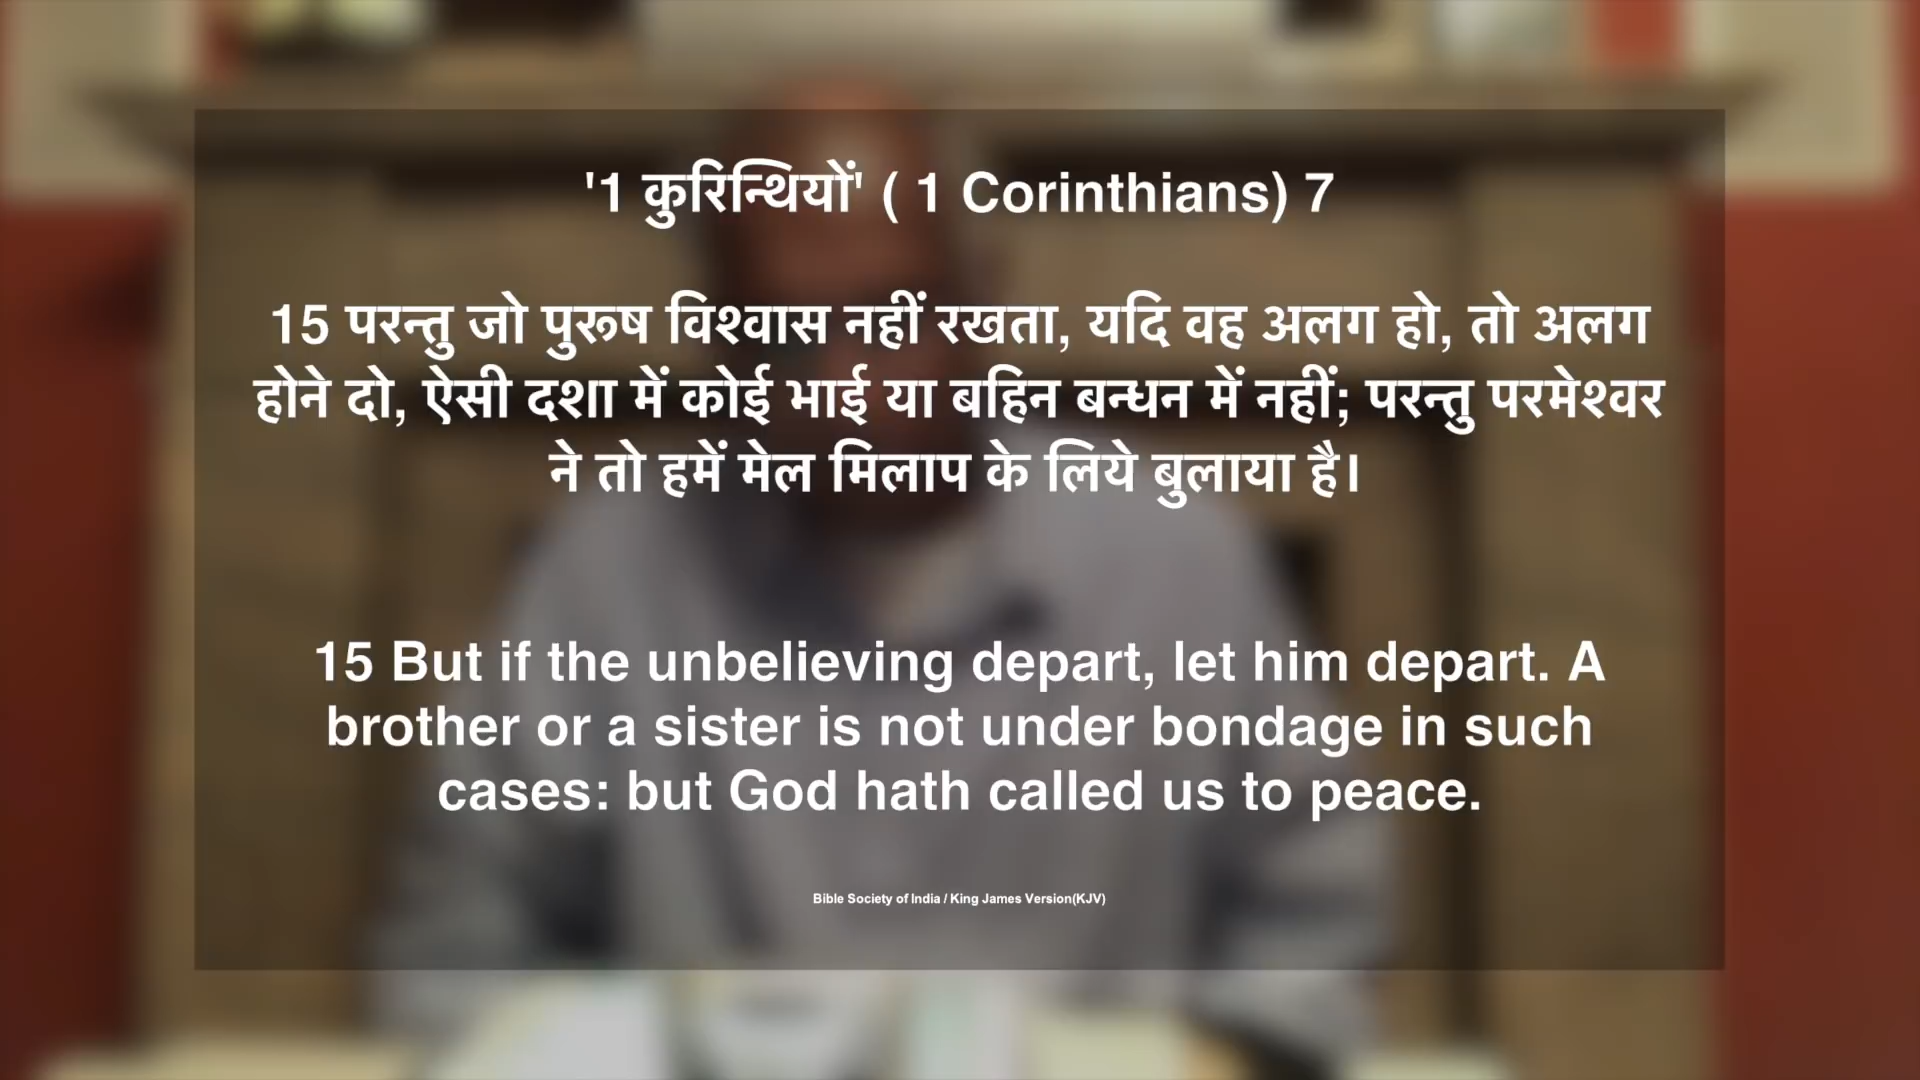 '1 कुरिन्थियों' ( 1 Corinthians) 7
15 परन्तु जो पुरूष विश्वास नहीं रखता, यदि वह अलग हो, तो अलग
होने दो, ऐसी दशा में कोई भाई या बहिन बन्धन में नहीं; परन्तु परमेश्वर
ने तो हमें मेल मिलाप के लिये बुलाया है।
15 But if the unbelieving depart, let him depart. A
brother or a sister is not under bondage in such
cases: but God hath called us to peace.
Bible Society of India / King James Version(KJV)